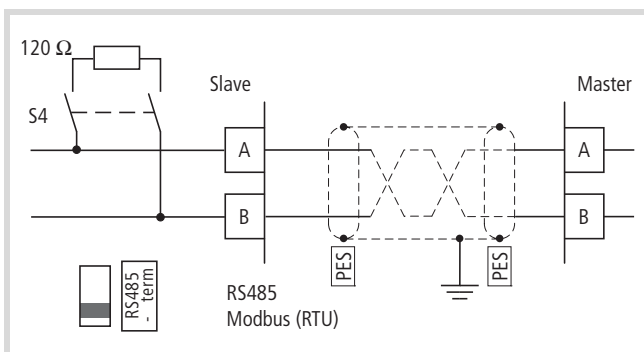 120 Ω
Slave
Master
S4
A
A
B
B
PES
PES
RS485
- term
RS485
Modbus (RTU)